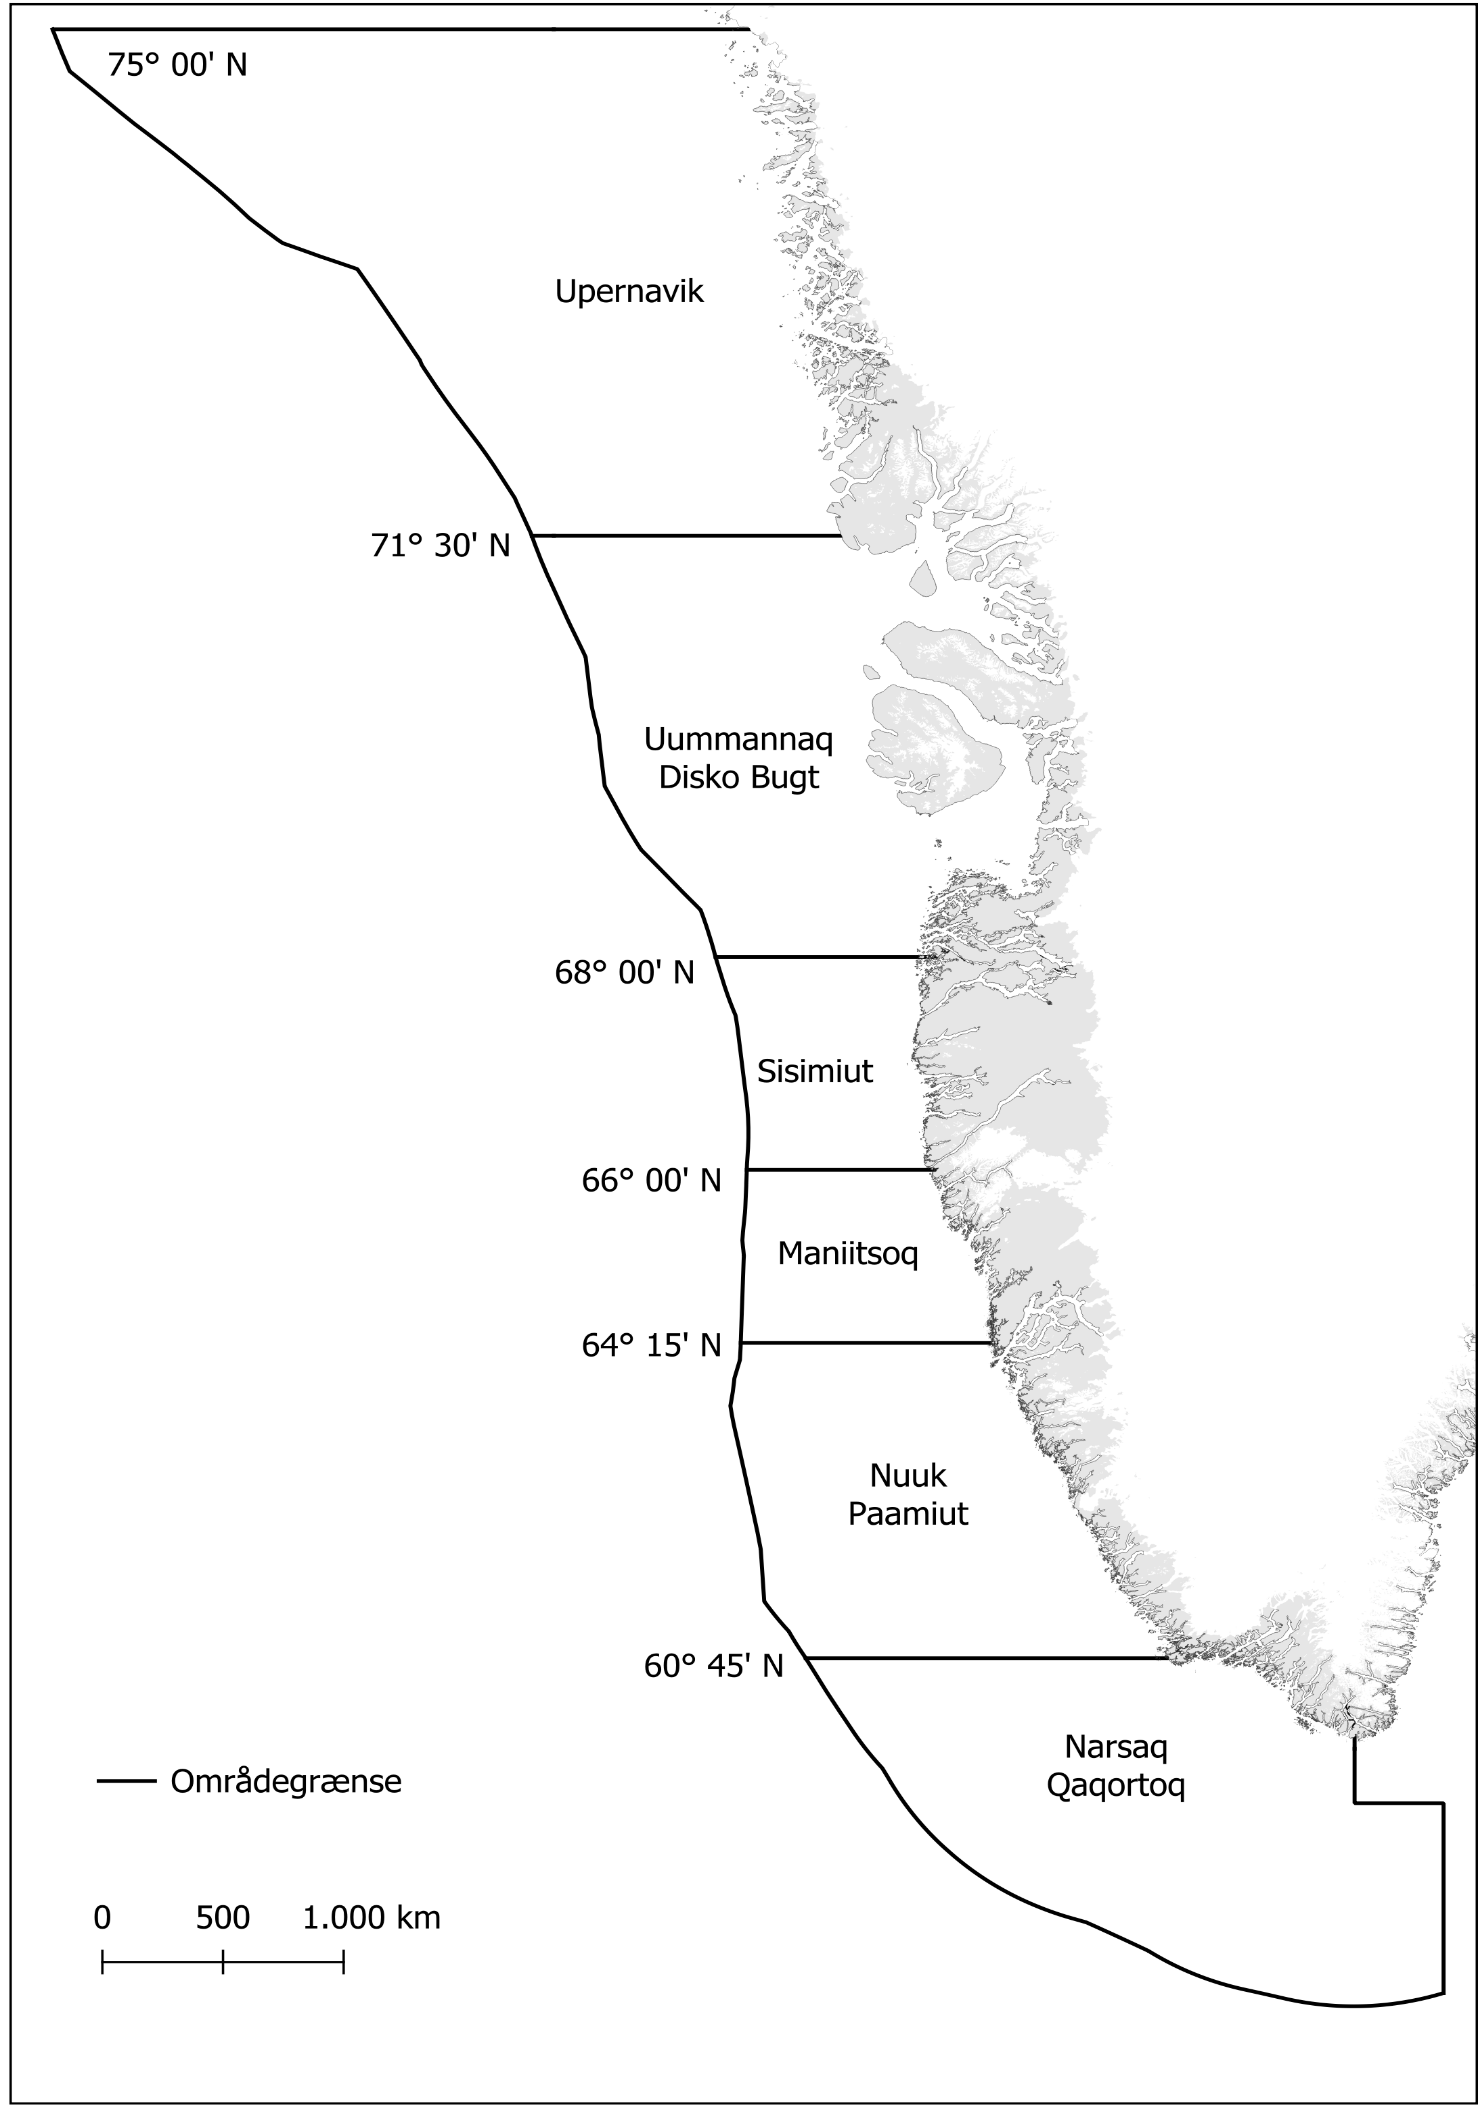 75° 00' N
Upernavik
71° 30' N
Uummannaq
Disko Bugt
68° 00' N
Sisimiut
66° 00' N
Maniitsoq
64° 15' N
Nuuk
Paamiut
60° 45' N
Narsaq
Qaqortoq
Områdegrænse
0 500 1.000 km